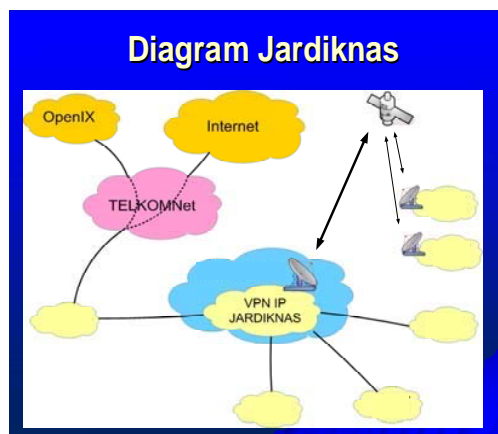 Diagram Jardiknas
OpenIX
Internet
TELKOMNet
VPN IP
JARDIKNAS